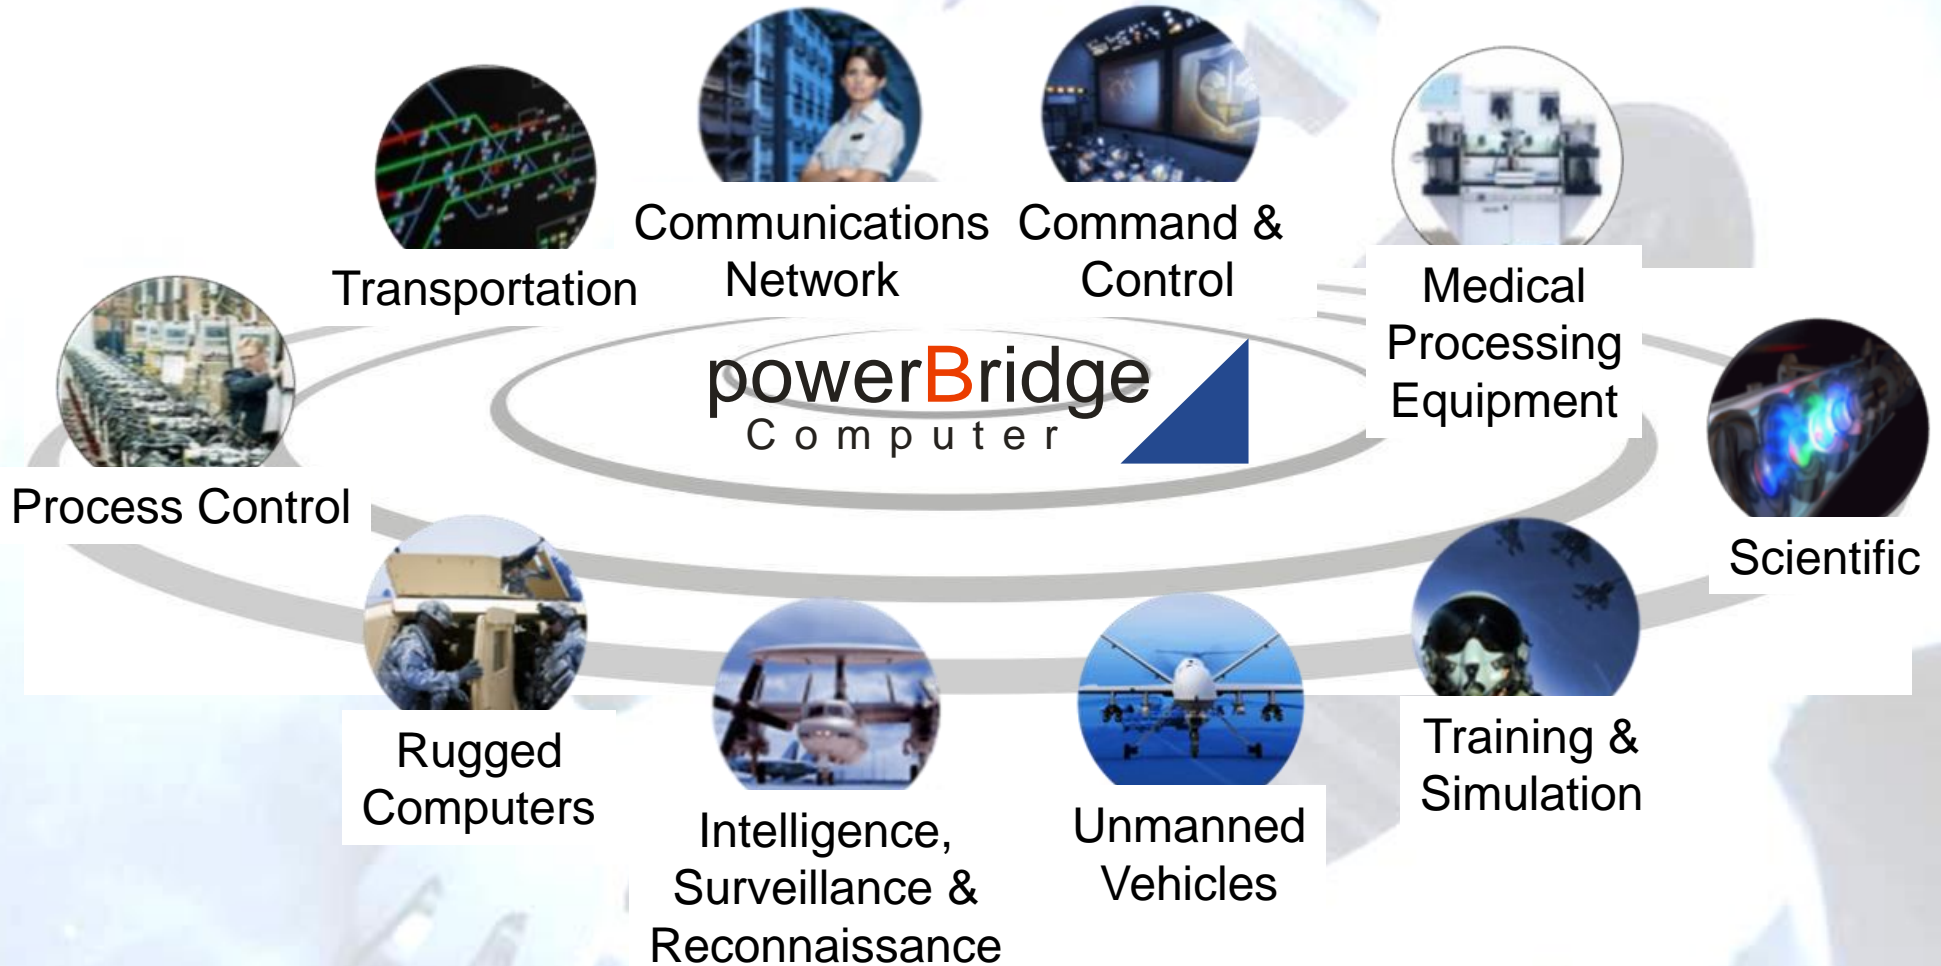 Communications
Network
Command &
Control
Transportation
Medical
Processing
Equipment
powerBridge
Computer
Process Control
Scientific
Rugged
Computers
Training &
Simulation
Intelligence,
Surveillance &
Reconnaissance
Unmanned
Vehicles